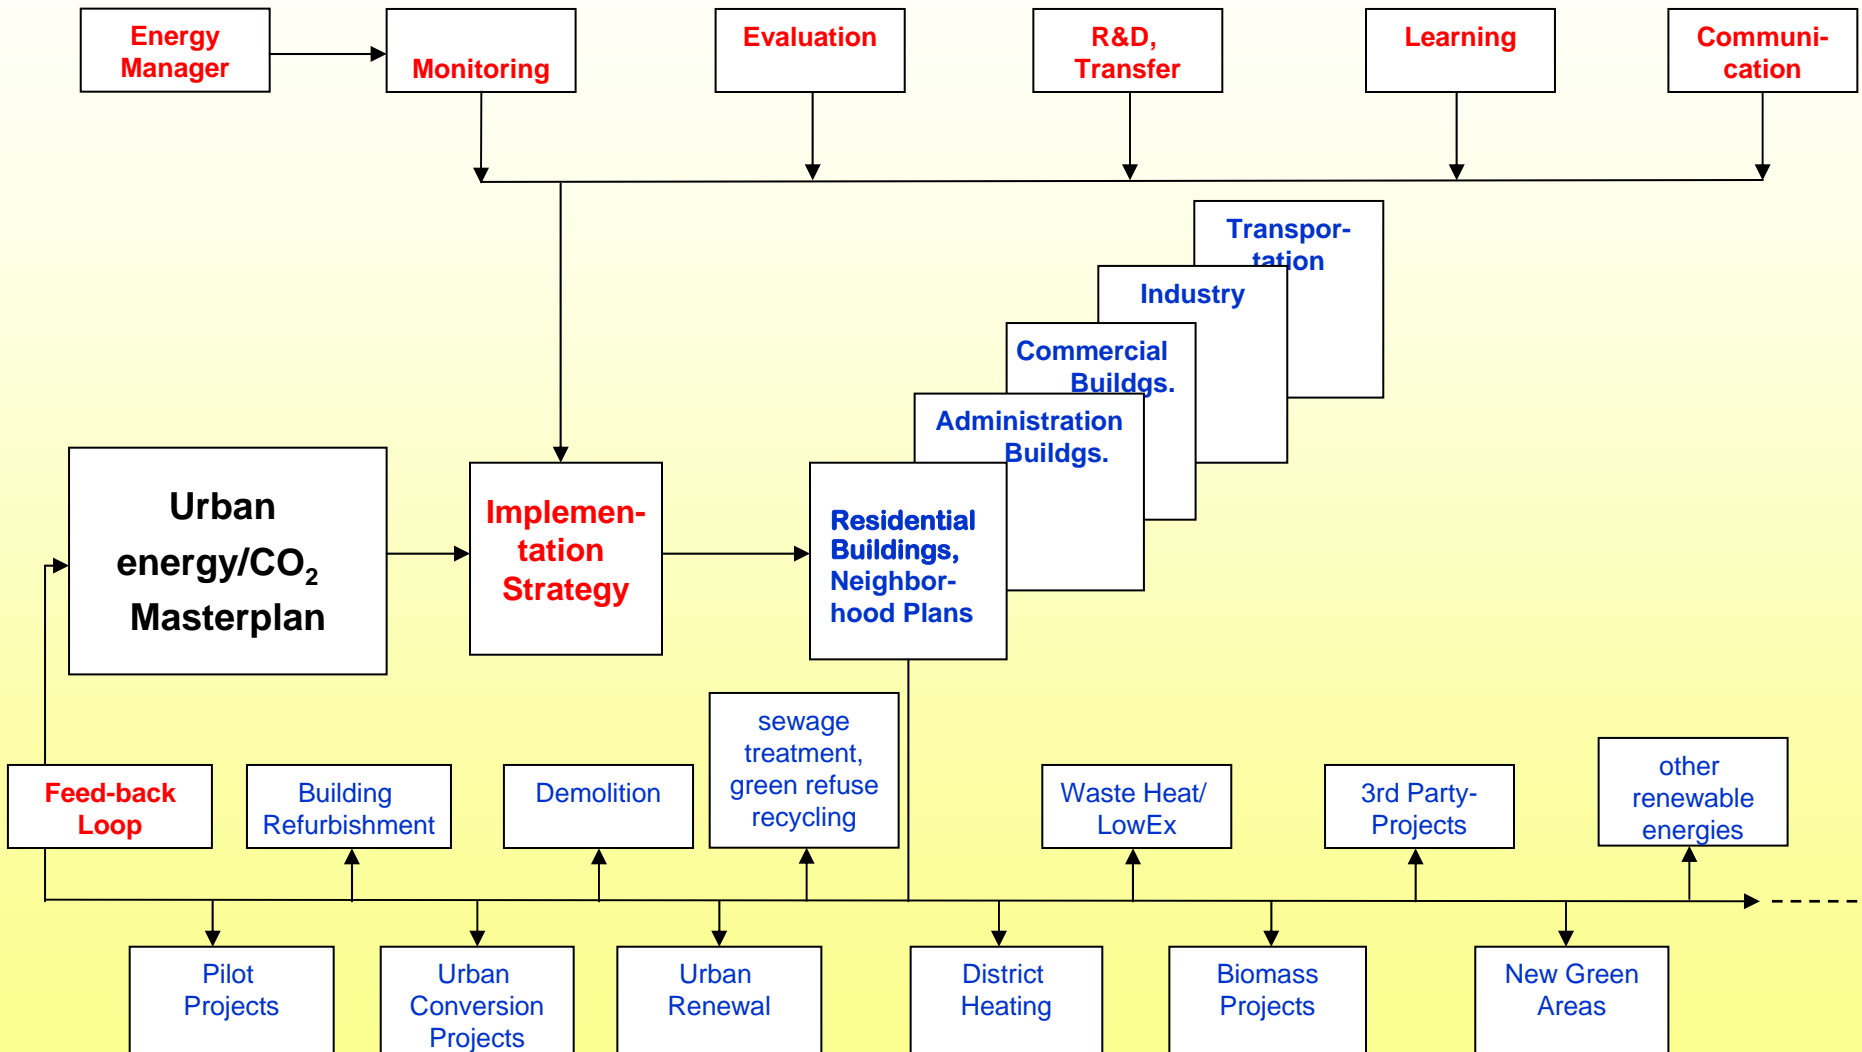 Energy
Manager
Monitoring
Evaluation
R&D,
Transfer
Learning
Communi-
cation
Transpor-
tation
Industry
Commercial
Buildgs.
Administration
Buildgs.
Urban
energy/CO₂
Masterplan
Implemen-
tation
Strategy
Residential
Buildings,
Neighbor-
hood Plans
Feed-back
Loop
Building
Refurbishment
Demolition
sewage
treatment,
green refuse
recycling
Waste Heat/
LowEx
3rd Party-
Projects
other
renewable
energies
Pilot
Projects
Urban
Conversion
Projects
Urban
Renewal
District
Heating
Biomass
Projects
New Green
Areas